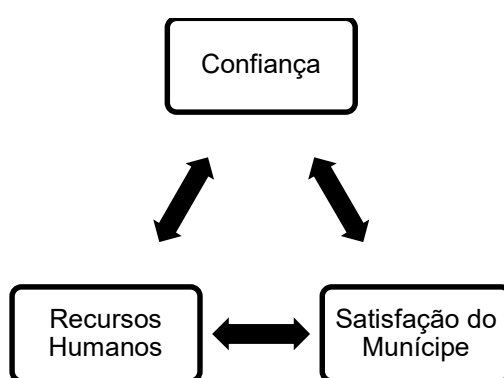 Confiança
Recursos
Humanos
Satisfação do
Munícipe